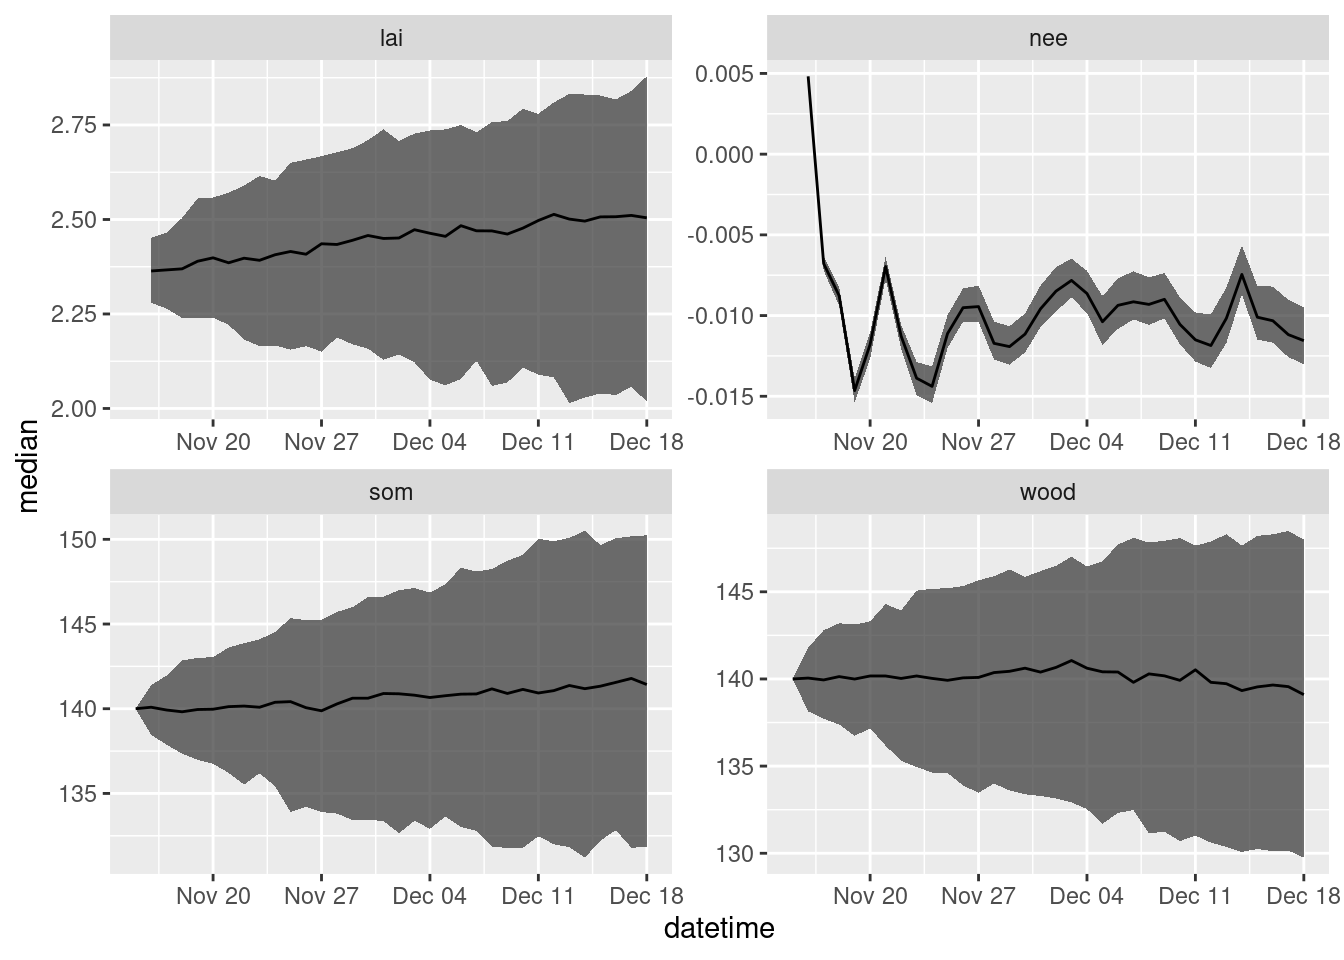 lai
nee
2.75
2.50
2.25
2.00
0.005
0.000
-0.005
-0.010
-0.015
Nov 20 Nov 27 Dec 04 Dec 11 Dec 18
Nov 20 Nov 27 Dec 04 Dec 11 Dec 18
median
som
wood
150
145
140
135
145
140
135
130
Nov 20 Nov 27 Dec 04 Dec 11 Dec 18
Nov 20 Nov 27 Dec 04 Dec 11 Dec 18
datetime